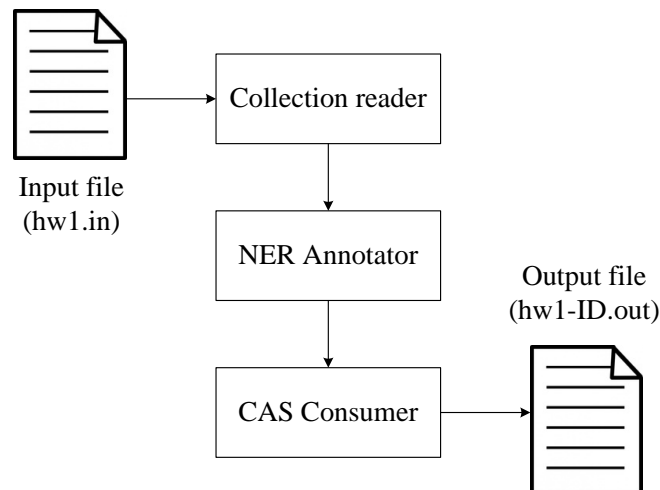 Collection reader
Input file
(hw1.in)
NER Annotator
Output file
(hw1-ID.out)
CAS Consumer